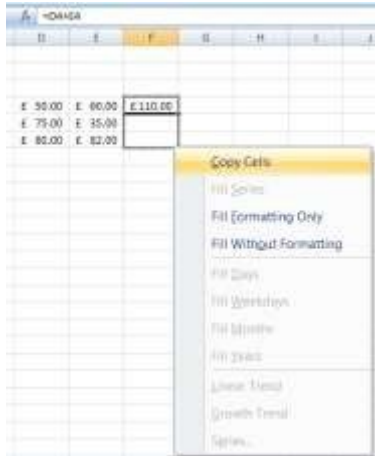 =D4+E4
D E F G H I J
£ 50.00 £ 60.00 £110.00
£ 75.00 £ 35.00
£ 80.00 £ 82.00
Copy Cells
Fill Series
Fill Formatting Only
Fill Without Formatting
Fill Days
Fill Weekdays
Fill Months
Fill Years
Linear Trend
Growth Trend
Series...